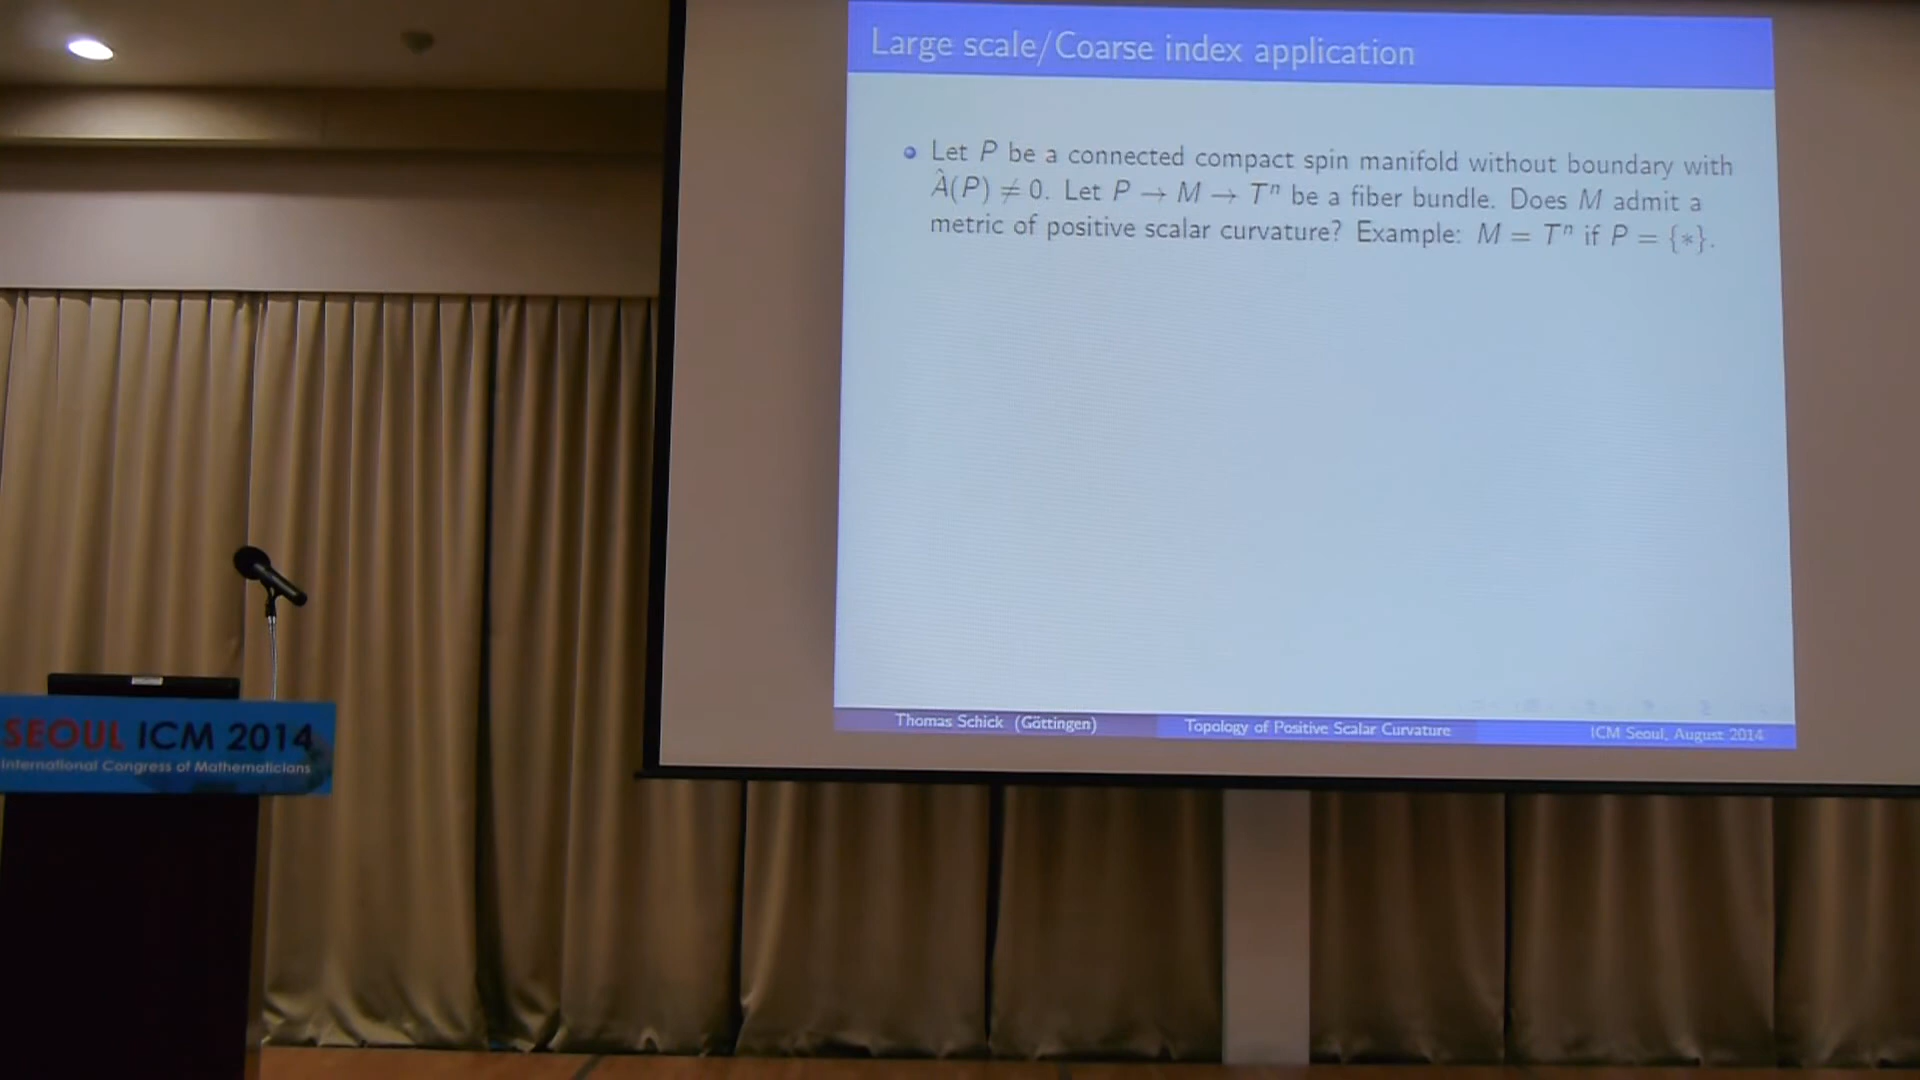 Large scale/Coarse index application
Let P be a connected compact spin manifold without boundary with
Â(P) ≠ 0. Let P → M → Tⁿ be a fiber bundle. Does M admit a
metric of positive scalar curvature? Example: M = Tⁿ if P = {*}.
Thomas Schick (Göttingen) Topology of Positive Scalar Curvature ICM Seoul, August 2014
SEOUL ICM 2014
International Congress of Mathematicians